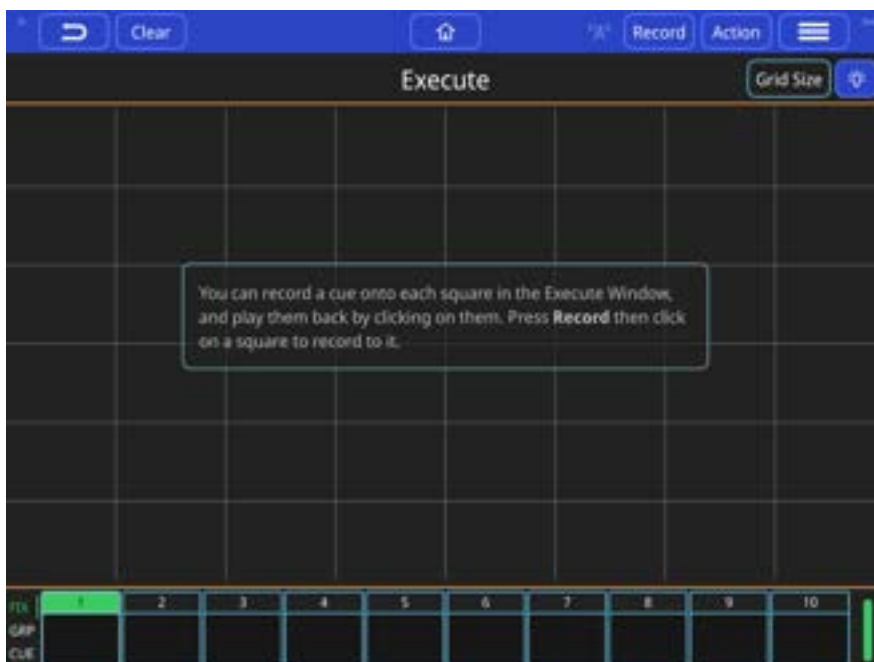 Clear
Record
Action
Execute
Grid Size
You can record a cue onto each square in the Execute Window,
and play them back by clicking on them. Press Record then click
on a square to record to it.
FIX 1 2 3 4 5 6 7 8 9 10
GRP
CUE